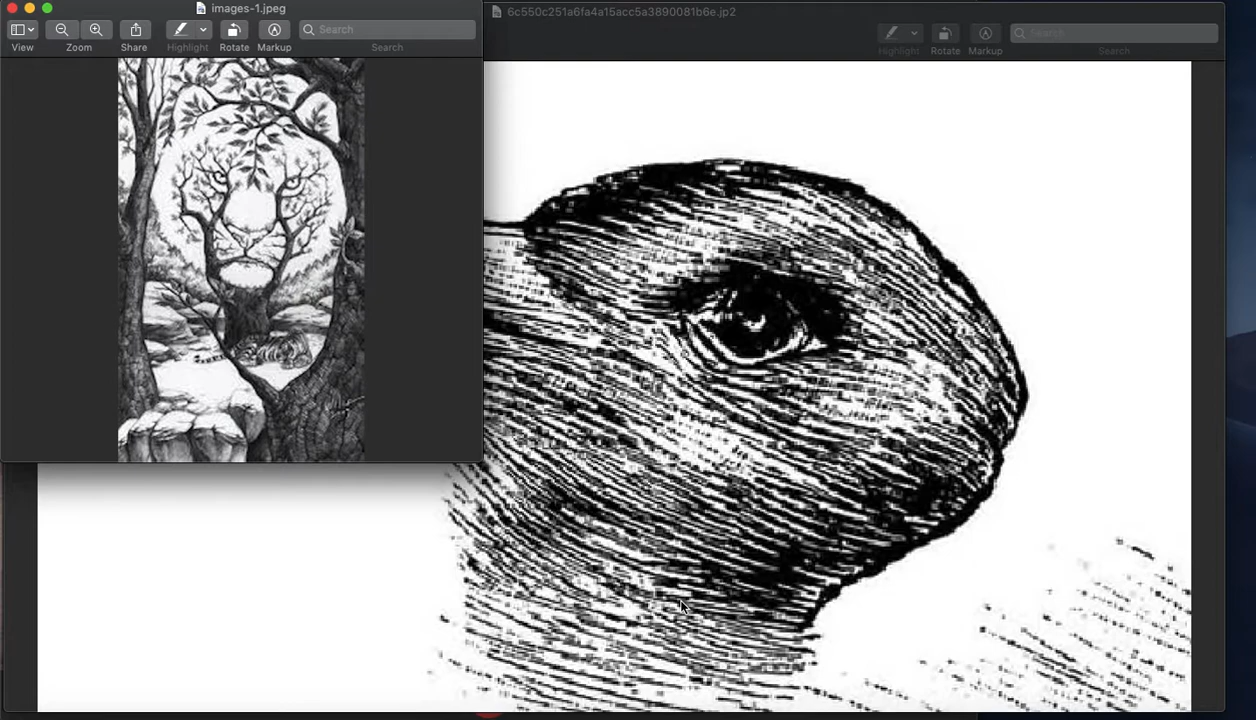 images-1.jpeg
Search
View
Zoom
Share
Highlight
Rotate
Markup
Search
6c550c251a6fa4a15acc5a3890081b6e.jp2
Search
Highlight
Rotate
Markup
Search